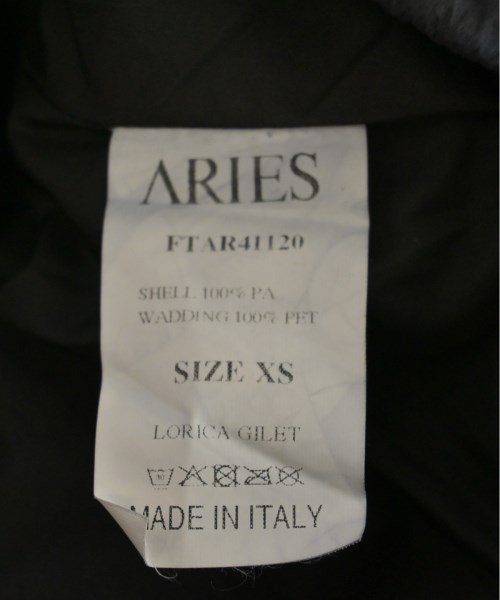 ARIES
FTAR41120
SHELL 100% PA
WADDING 100% PET
SIZE XS
LORICA GILET
MADE IN ITALY